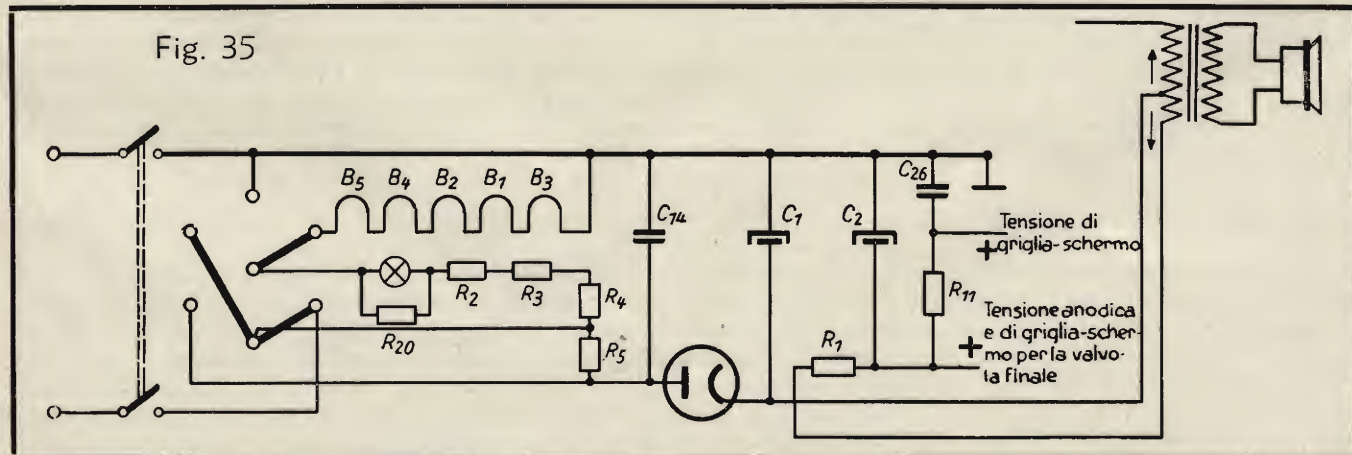 Fig. 35
B5 B4 B2 B1 B3
C14
C1
C2
C26
Tensione di
+ griglia-schermo
R2
R3
R4
R20
R5
R11
R1
Tensione anodica
e di griglia-scher-
+ mo per la valvo-
la finale